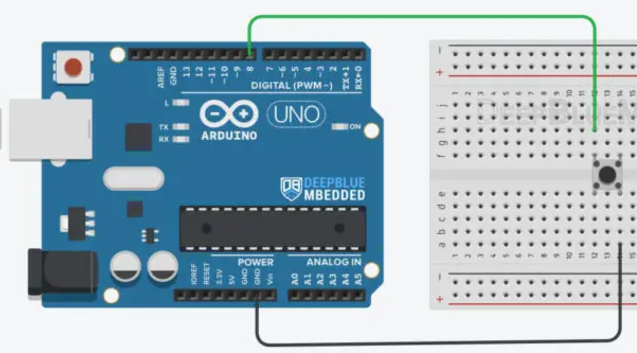 AREF
GND
13
12
~11
~10
~9
8
7
~6
~5
4
~3
2
TX→1
RX←0
DIGITAL (PWM~)
L
TX
RX
ARDUINO
UNO
ON
DEEPBLUE
MBEDDED
POWER
ANALOG IN
IOREF
RESET
3.3V
5V
GND
GND
Vin
A0
A1
A2
A3
A4
A5
DEEPBLUEM
j
i
h
g
f
e
d
c
b
a